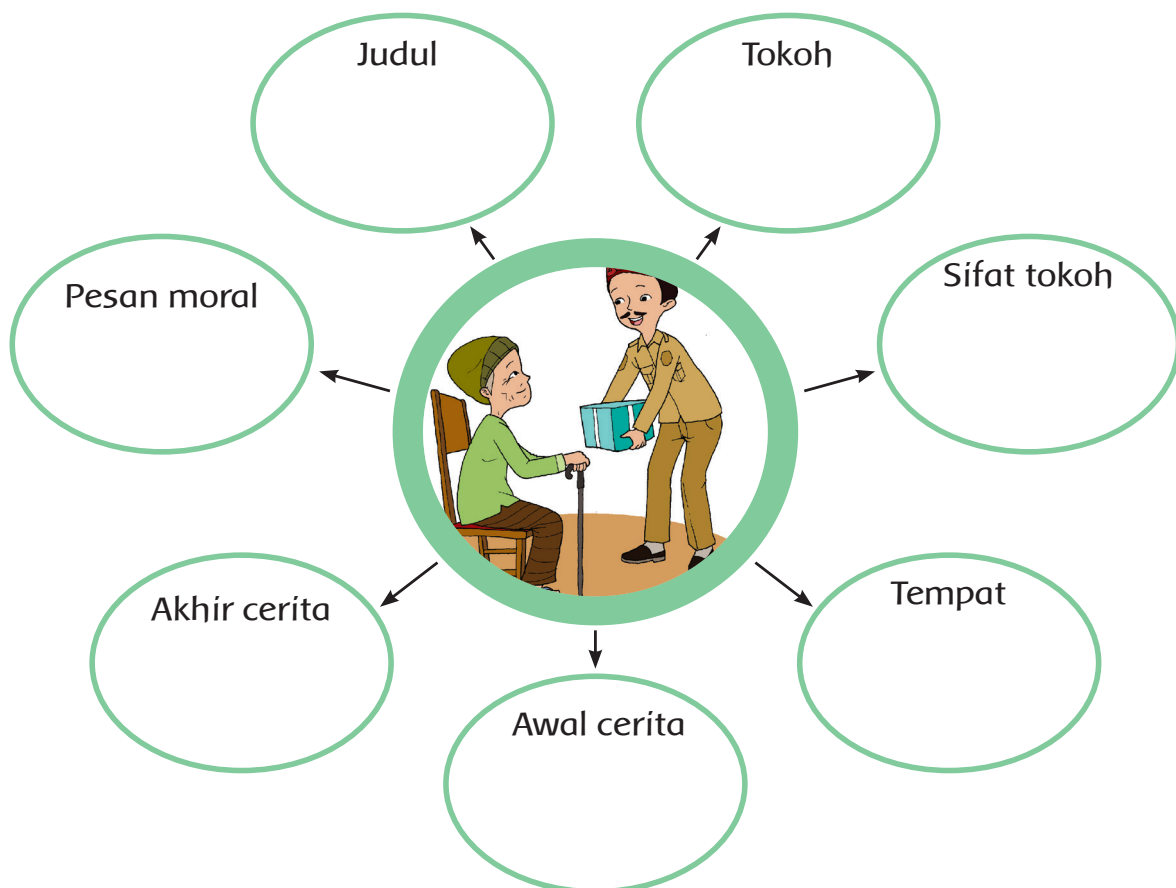 Judul
Tokoh
Pesan moral
Sifat tokoh
Akhir cerita
Tempat
Awal cerita